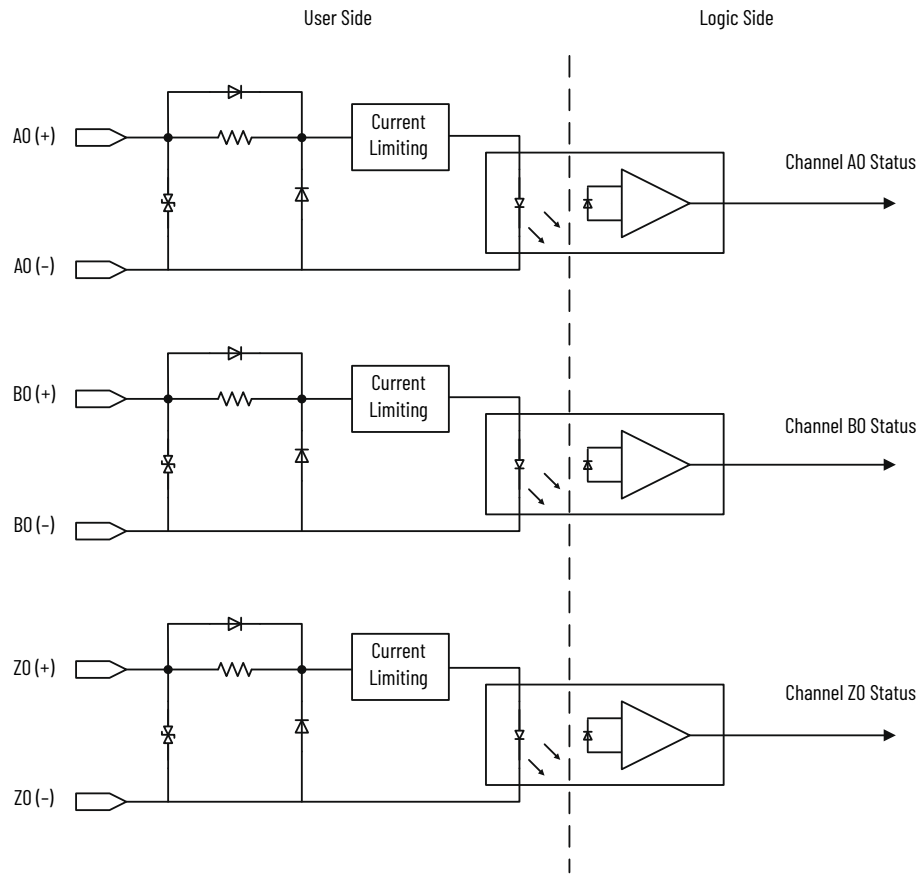 User Side
Logic Side
A0 (+)
Current
Limiting
Channel A0 Status
A0 (−)
B0 (+)
Current
Limiting
Channel B0 Status
B0 (−)
Z0 (+)
Current
Limiting
Channel Z0 Status
Z0 (−)